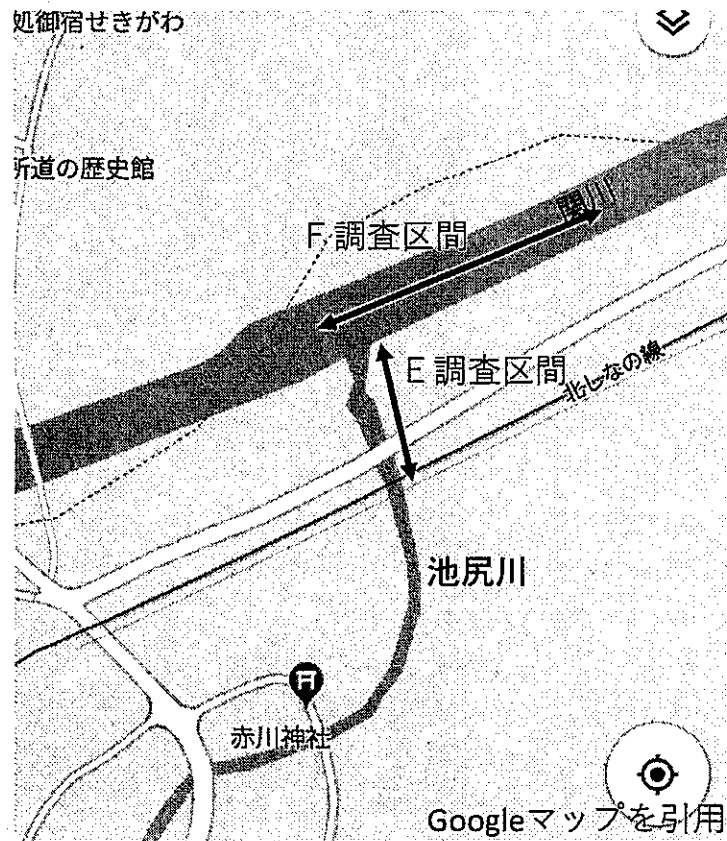 処御宿せきがわ
所道の歴史館
関川
F 調査区間
E 調査区間
北しなの線
池尻川
赤川神社
Googleマップを引用